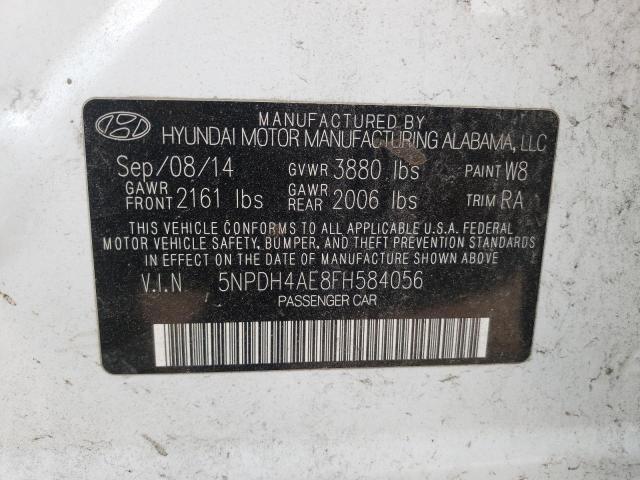 MANUFACTURED BY
HYUNDAI MOTOR MANUFACTURING ALABAMA, LLC
Sep/08/14 GVWR 3880 lbs PAINT W8
GAWR FRONT 2161 lbs GAWR REAR 2006 lbs TRIM RA
THIS VEHICLE CONFORMS TO ALL APPLICABLE U.S.A. FEDERAL
MOTOR VEHICLE SAFETY, BUMPER, AND THEFT PREVENTION STANDARDS
IN EFFECT ON THE DATE OF MANUFACTURE SHOWN ABOVE.
V.I.N. 5NPDH4AE8FH584056
PASSENGER CAR